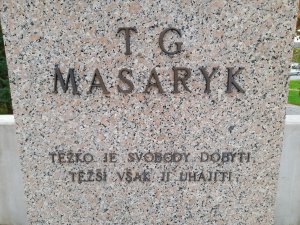 T G
MASARYK
TĚŽKO JE SVOBODY DOBÝTI
TĚŽŠÍ VŠAK JI UHÁJITI